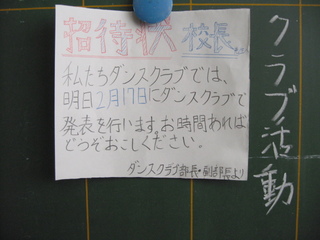 招待状 校長
私たちダンスクラブでは、
明日2月17日にダンスクラブで
発表を行います。お時間あれば
どうぞおこしください。
ダンスクラブ部長・副部長より
クラブ活動